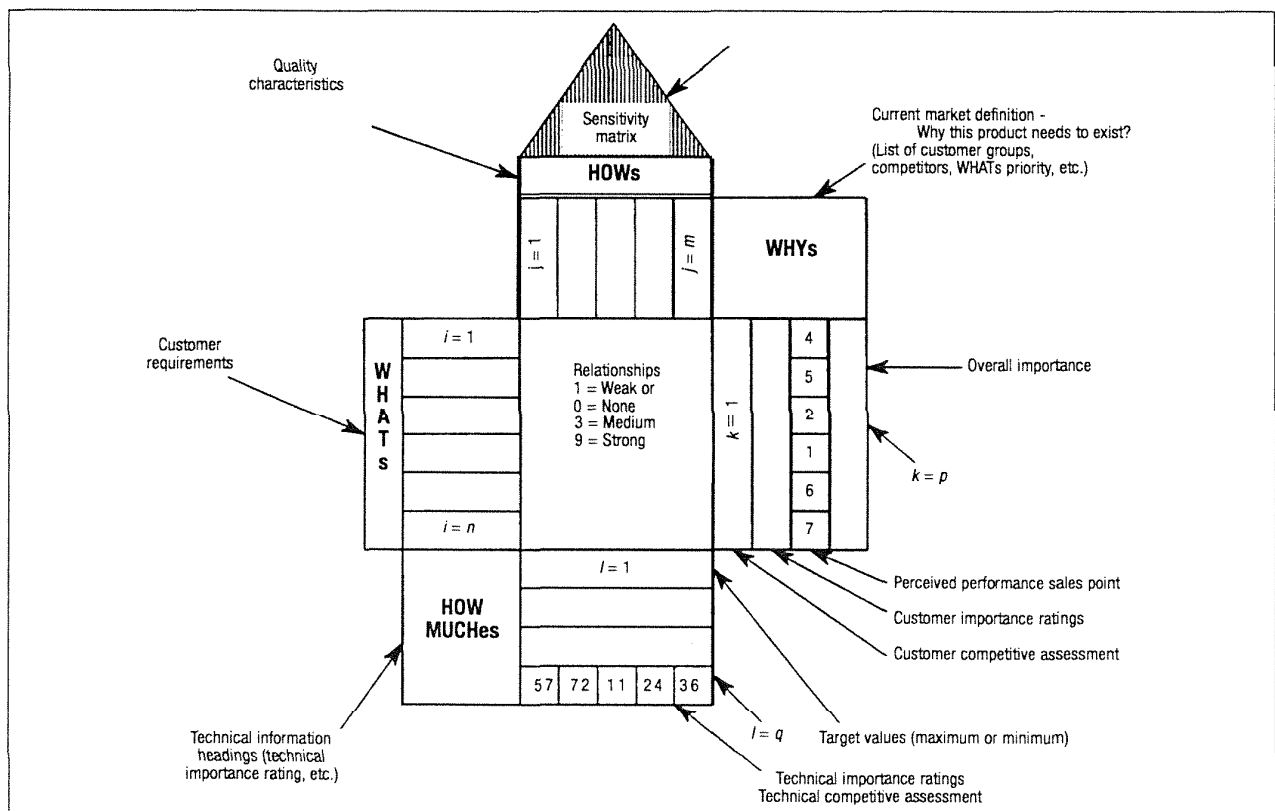 Quality
characteristics
Sensitivity
matrix
Current market definition -
Why this product needs to exist?
(List of customer groups,
competitors, WHATs priority, etc.)
HOWs
j = 1
j = m
WHYs
Customer
requirements
WHATs
i = 1
i = n
Relationships
1 = Weak or
0 = None
3 = Medium
9 = Strong
k = 1
4
5
2
1
6
7
Overall importance
k = p
HOW
MUCHes
l = 1
57 72 11 24 36
Perceived performance sales point
Customer importance ratings
Customer competitive assessment
l = q
Target values (maximum or minimum)
Technical information
headings (technical
importance rating, etc.)
Technical importance ratings
Technical competitive assessment